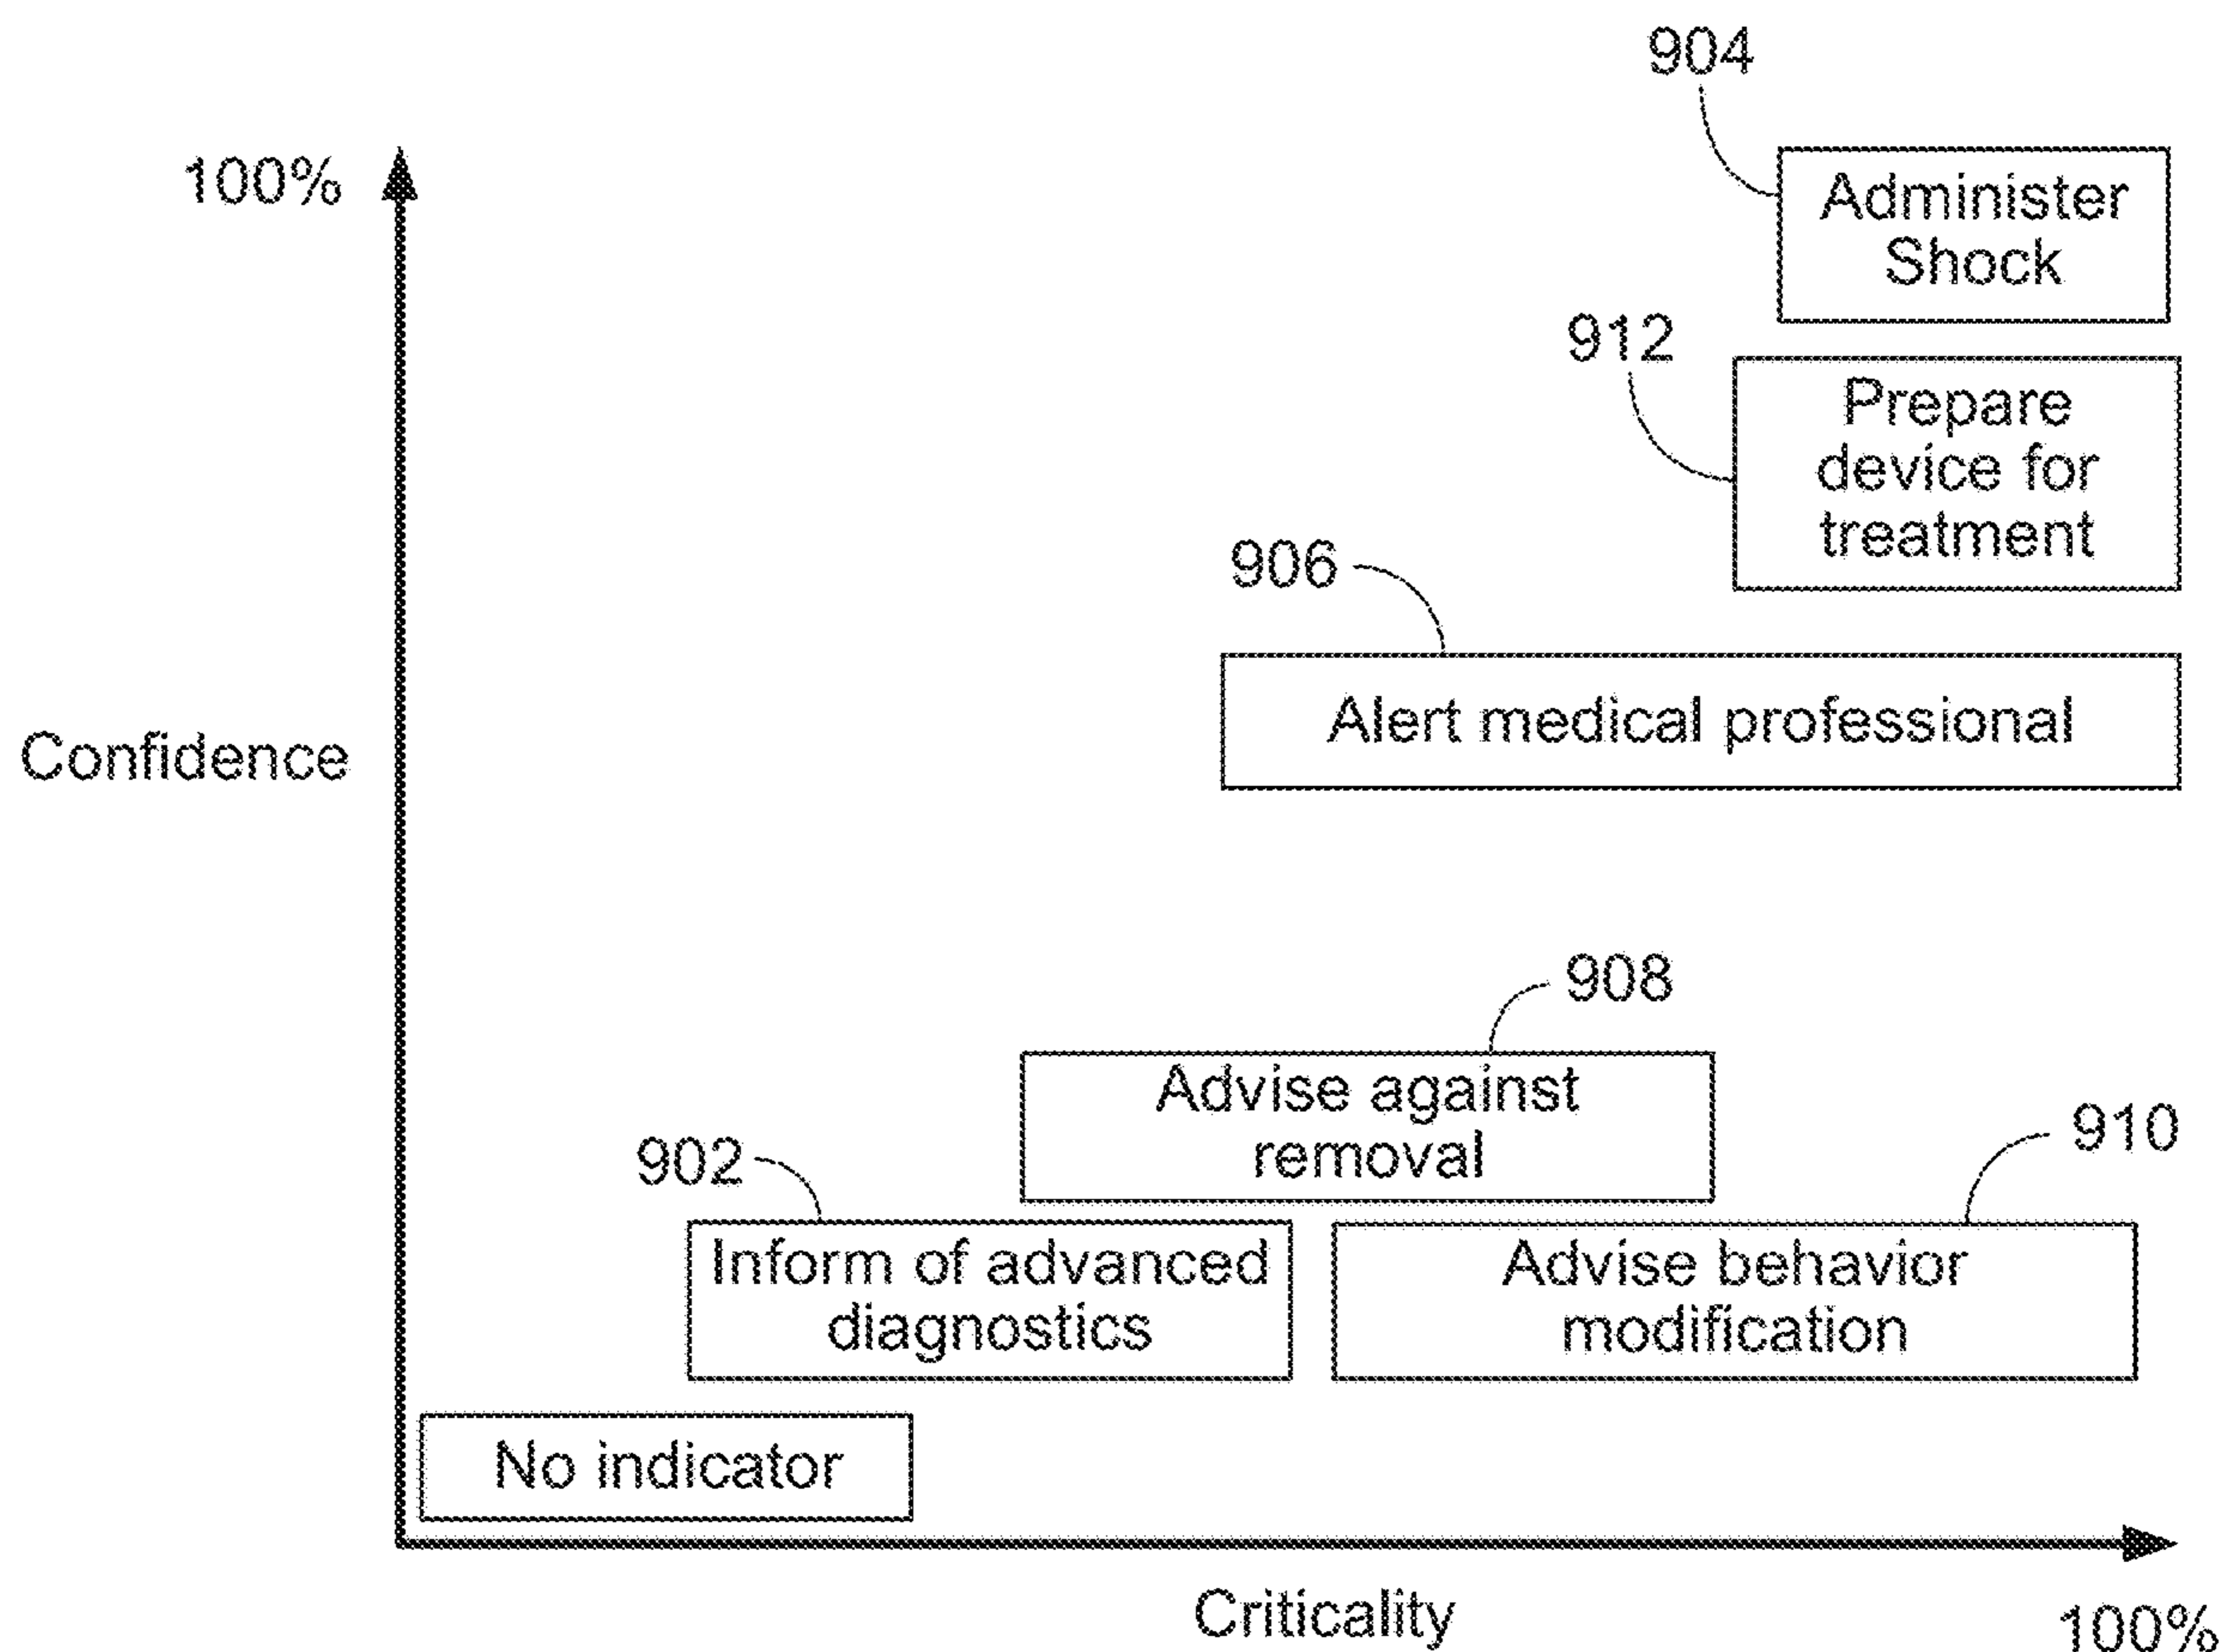 904
100%
Administer
Shock
912
Prepare
device for
treatment
906
Alert medical professional
Confidence
908
Advise against
removal
910
902
Inform of advanced
diagnostics
Advise behavior
modification
No indicator
Criticality
100%